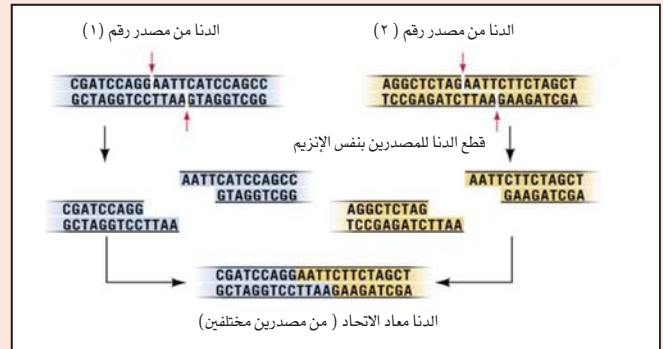 الدنا من مصدر رقم (١)
الدنا من مصدر رقم ( ٢ )
CGATCCAGGAATTCATCCAGCC
GCTAGGTCCTTAAGTAGGTCGG
AGGCTCTAGAATTCTTCTAGCT
TCCGAGATCTTAAGAAGATCGA
قطع الدنا للمصدرين بنفس الإنزيم
AATTCATCCAGCC
GTAGGTCGG
AATTCTTCTAGCT
GAAGATCGA
CGATCCAGG
GCTAGGTCCTTAA
AGGCTCTAG
TCCGAGATCTTAA
CGATCCAGGAATTCTTCTAGCT
GCTAGGTCCTTAAGAAGATCGA
الدنا معاد الاتحاد ( من مصدرين مختلفين)